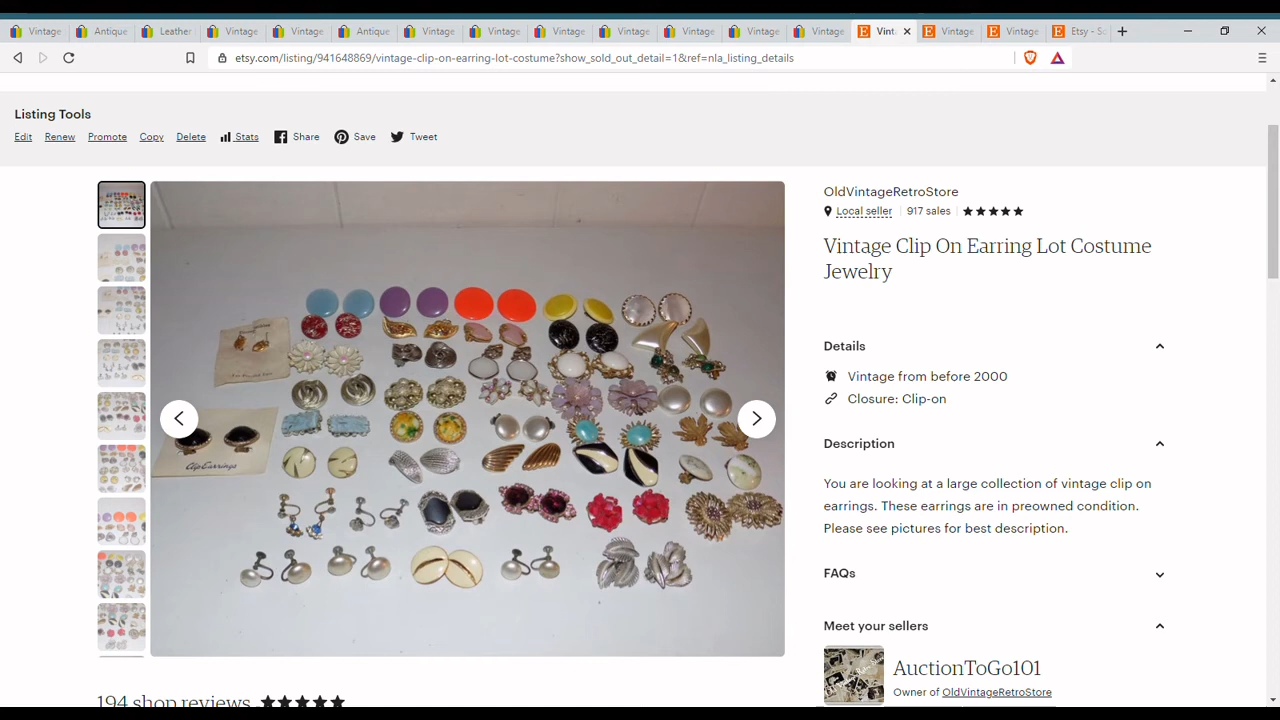 Vintage
Antique
Leather
Vintage
Vintage
Antique
Vintage
Vintage
Vintage
Vintage
Vintage
Vintage
Vintage
Vint
Vintage
Vintage
Etsy - S
etsy.com/listing/941648869/vintage-clip-on-earring-lot-costume?show_sold_out_detail=1&ref=nla_listing_details
Listing Tools
Edit Renew Promote Copy Delete Stats Share Save Tweet
OldVintageRetroStore
Local seller 917 sales
Vintage Clip On Earring Lot Costume
Jewelry
Details
Vintage from before 2000
Closure: Clip-on
Description
You are looking at a large collection of vintage clip on
earrings. These earrings are in preowned condition.
Please see pictures for best description.
FAQs
Meet your sellers
AuctionToGo101
Owner of OldVintageRetroStore
Clip Earrings
194 shop reviews